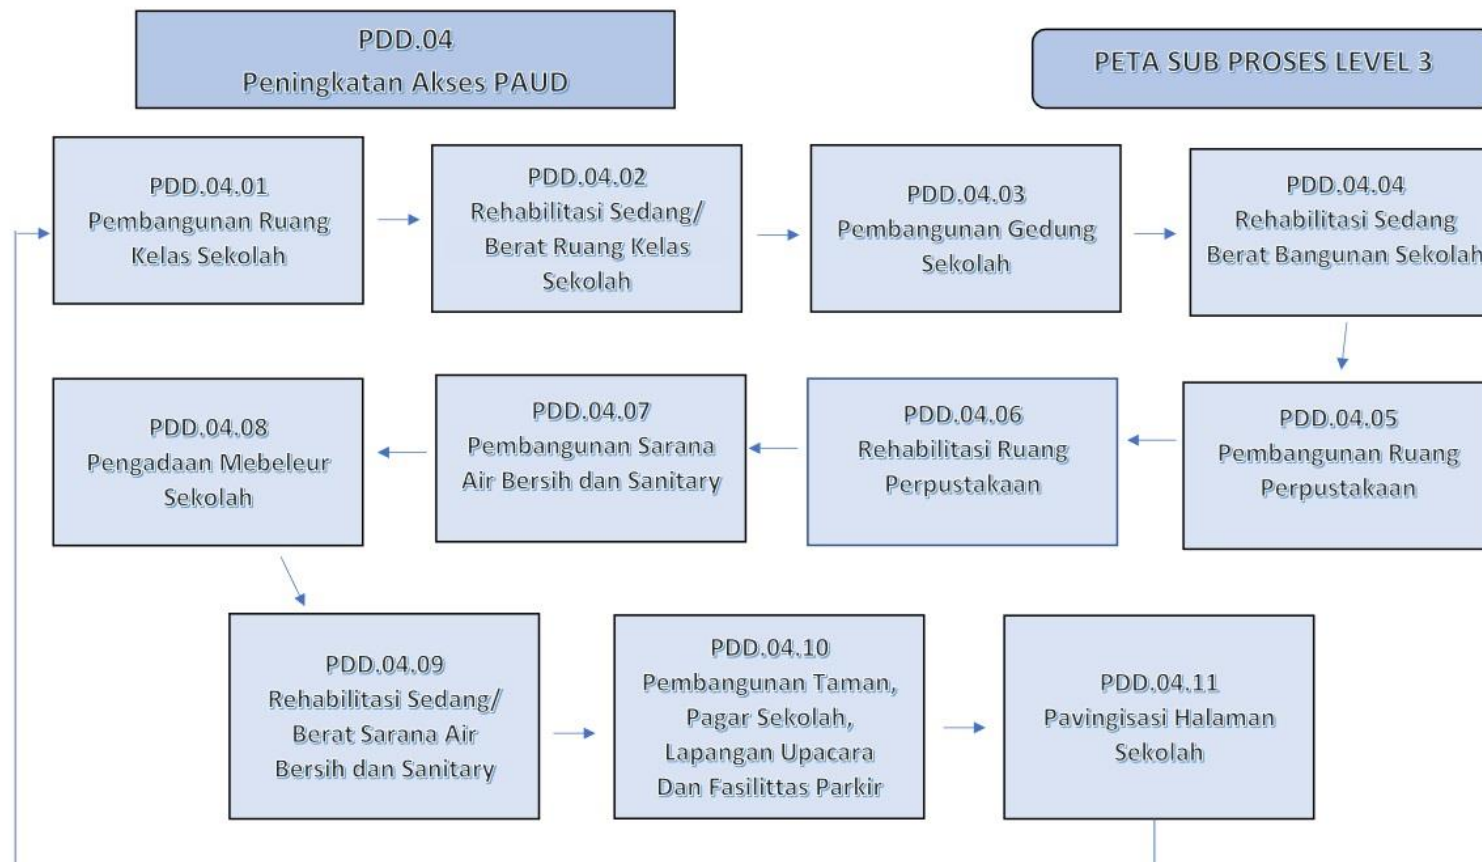 PDD.04
Peningkatan Akses PAUD
PETA SUB PROSES LEVEL 3
PDD.04.01
Pembangunan Ruang
Kelas Sekolah
PDD.04.02
Rehabilitasi Sedang/
Berat Ruang Kelas
Sekolah
PDD.04.03
Pembangunan Gedung
Sekolah
PDD.04.04
Rehabilitasi Sedang
Berat Bangunan Sekolah
PDD.04.05
Pembangunan Ruang
Perpustakaan
PDD.04.06
Rehabilitasi Ruang
Perpustakaan
PDD.04.07
Pembangunan Sarana
Air Bersih dan Sanitary
PDD.04.08
Pengadaan Mebeleur
Sekolah
PDD.04.09
Rehabilitasi Sedang/
Berat Sarana Air
Bersih dan Sanitary
PDD.04.10
Pembangunan Taman,
Pagar Sekolah,
Lapangan Upacara
Dan Fasilittas Parkir
PDD.04.11
Pavingisasi Halaman
Sekolah